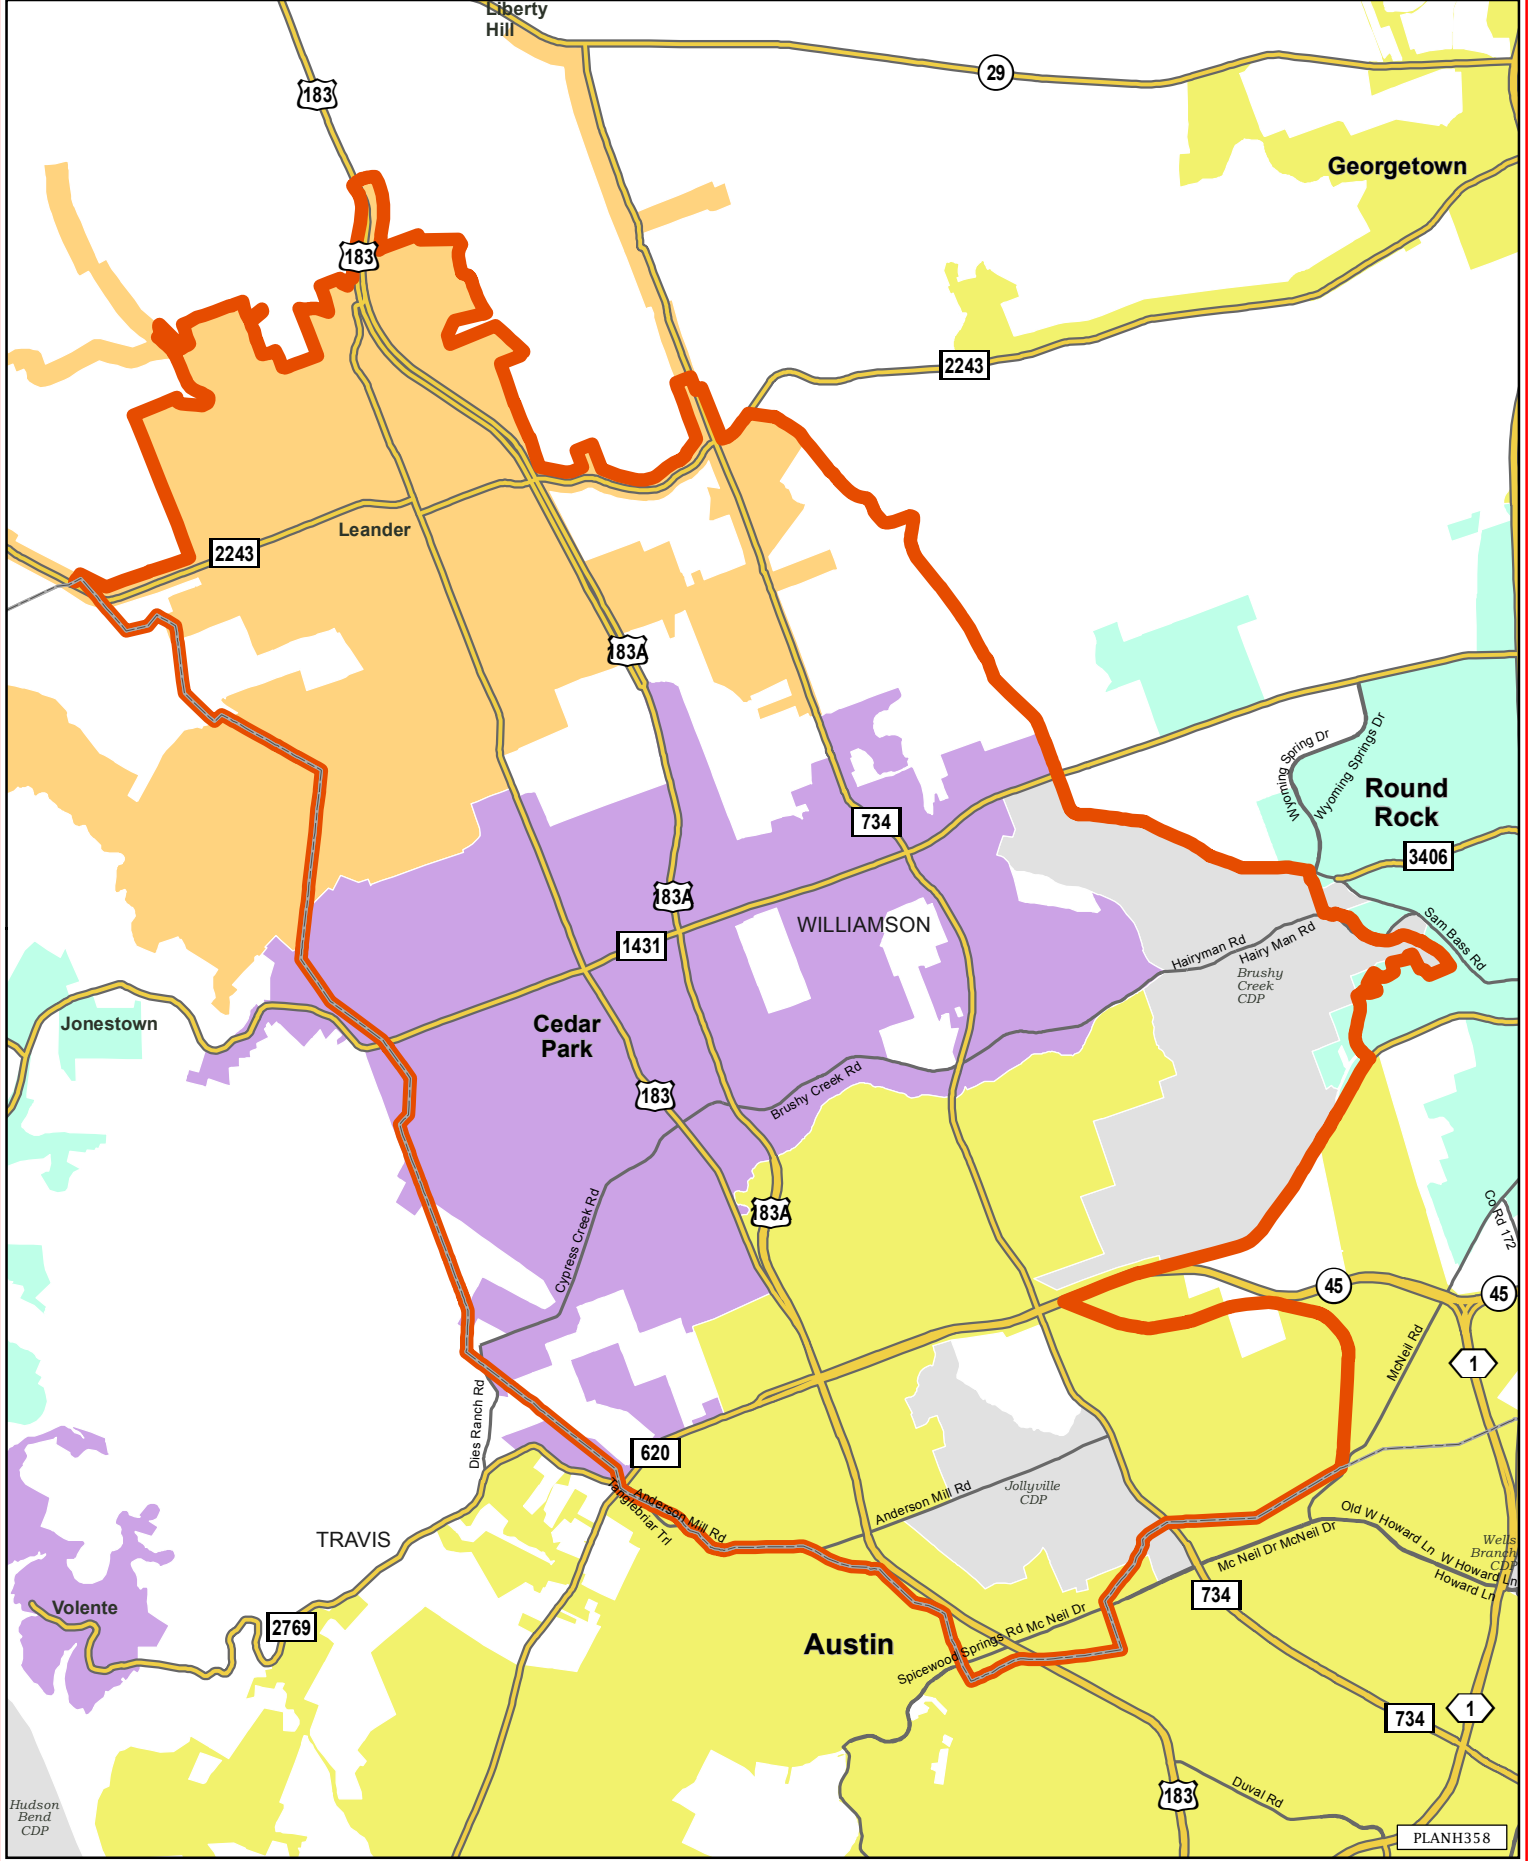 Liberty
Hill
29
183
Georgetown
183
2243
Leander
2243
183A
Wyoming Spring Dr
Wyoming Springs Dr
Round
Rock
734
3406
183A
WILLIAMSON
1431
Sam Bass Rd
Hairyman Rd
Hairy Man Rd
Brushy
Creek
CDP
Jonestown
Cedar
Park
183
Brushy Creek Rd
183A
Co Rd 172
Cypress Creek Rd
45
45
McNeil Rd
1
Dies Ranch Rd
620
Anderson Mill Rd
Tanglebriar Trl
Anderson Mill Rd
Jollyville
CDP
Old W Howard Ln
W Howard Ln
Howard Ln
Wells
Branch
CDP
TRAVIS
Mc Neil Dr
McNeil Dr
734
Volente
2769
Mc Neil Dr
Spicewood Springs Rd
Austin
734
1
183
Duval Rd
Hudson
Bend
CDP
PLANH358